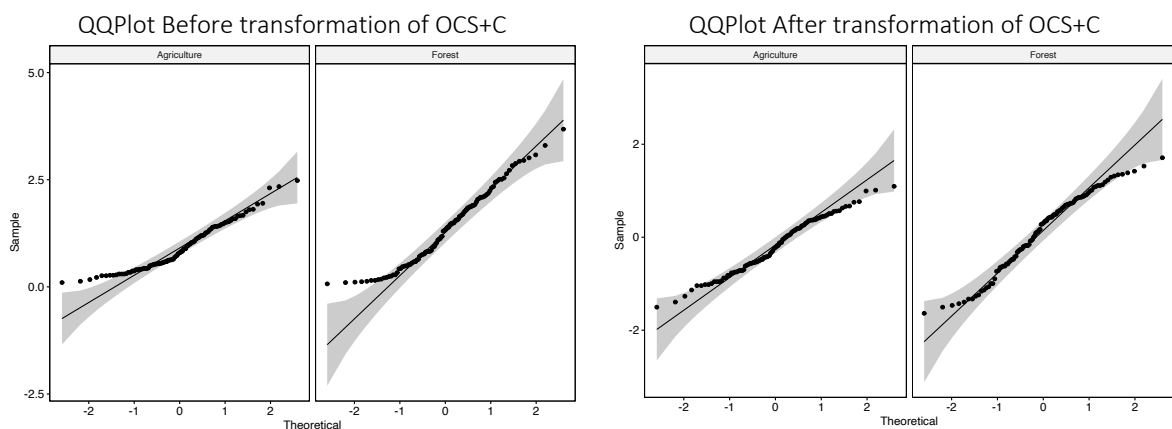 QQPlot Before transformation of OCS+C
Agriculture
Forest
5.0
2.5
0.0
-2.5
Sample
-2 -1 0 1 2 -2 -1 0 1 2
Theoretical
QQPlot After transformation of OCS+C
Agriculture
Forest
2
0
-2
Sample
-2 -1 0 1 2 -2 -1 0 1 2
Theoretical